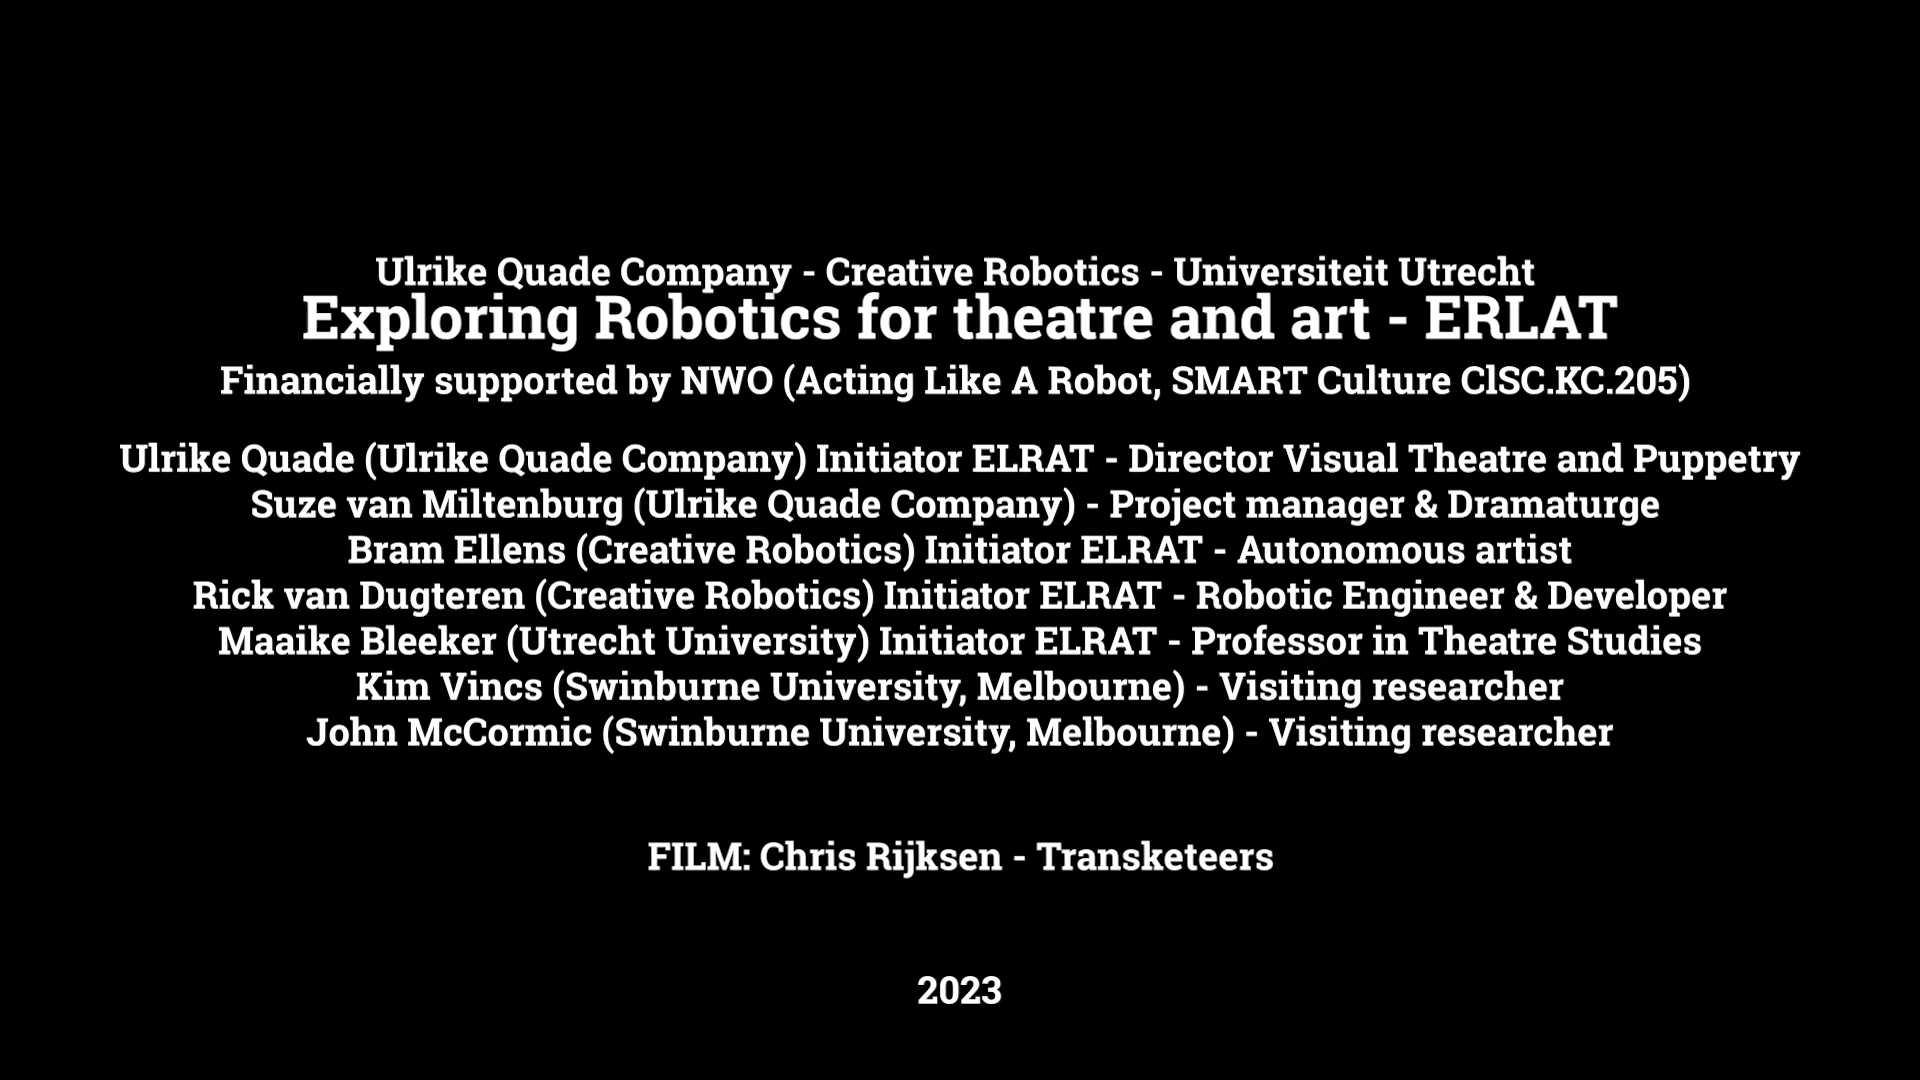 Ulrike Quade Company - Creative Robotics - Universiteit Utrecht
Exploring Robotics for theatre and art - ERLAT
Financially supported by NWO (Acting Like A Robot, SMART Culture ClSC.KC.205)
Ulrike Quade (Ulrike Quade Company) Initiator ELRAT - Director Visual Theatre and Puppetry
Suze van Miltenburg (Ulrike Quade Company) - Project manager & Dramaturge
Bram Ellens (Creative Robotics) Initiator ELRAT - Autonomous artist
Rick van Dugteren (Creative Robotics) Initiator ELRAT - Robotic Engineer & Developer
Maaike Bleeker (Utrecht University) Initiator ELRAT - Professor in Theatre Studies
Kim Vincs (Swinburne University, Melbourne) - Visiting researcher
John McCormic (Swinburne University, Melbourne) - Visiting researcher
FILM: Chris Rijksen - Transketeers
2023